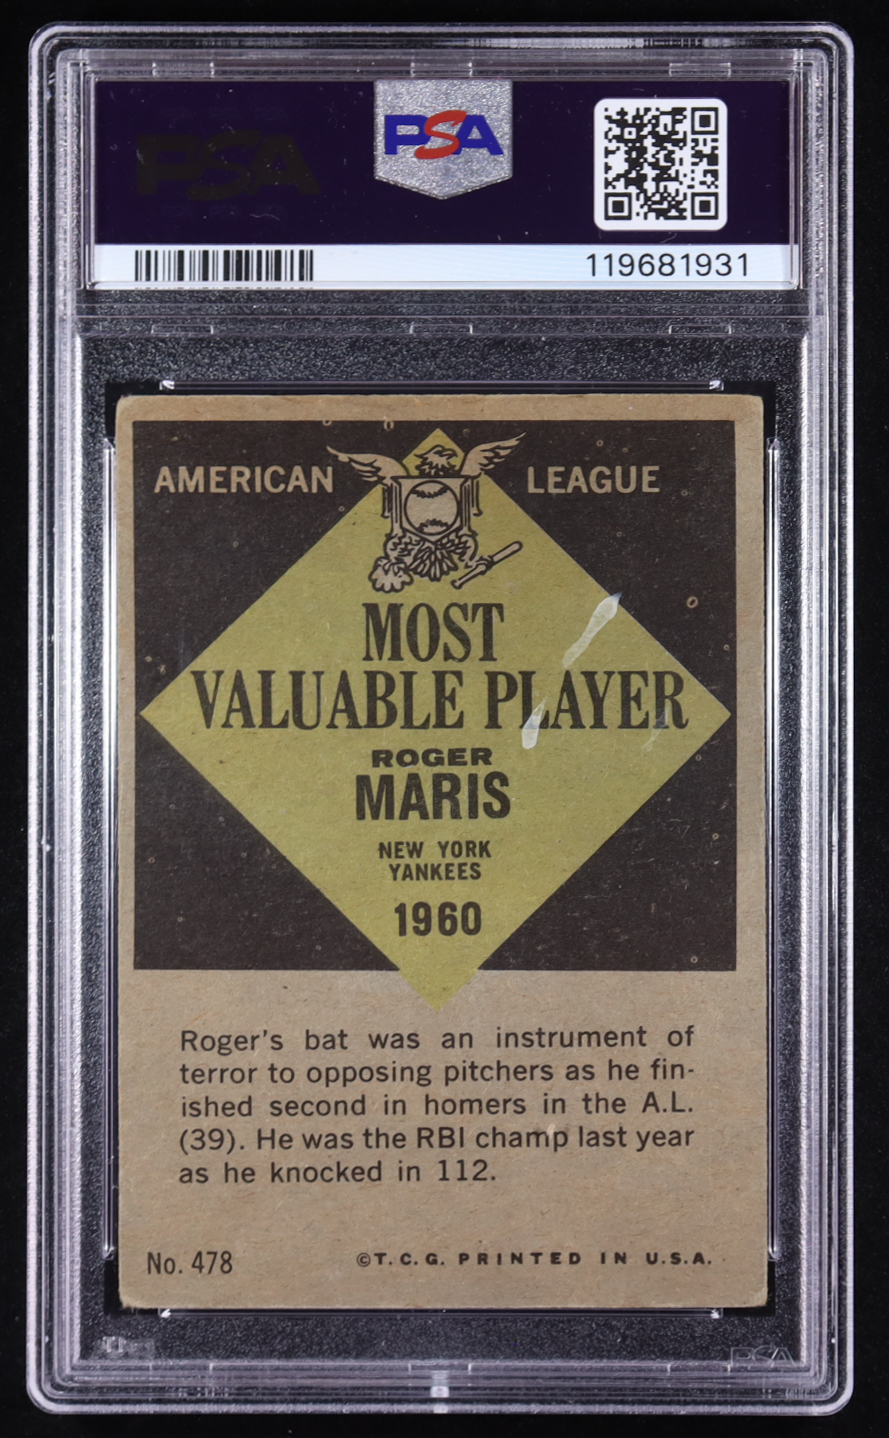 PSA
PSA
119681931
AMERICAN LEAGUE
MOST
VALUABLE PLAYER
ROGER
MARIS
NEW YORK
YANKEES
1960
Roger's bat was an instrument of
terror to opposing pitchers as he fin-
ished second in homers in the A.L.
(39). He was the RBI champ last year
as he knocked in 112.
No. 478 ©T.C.G. PRINTED IN U.S.A.
PSA